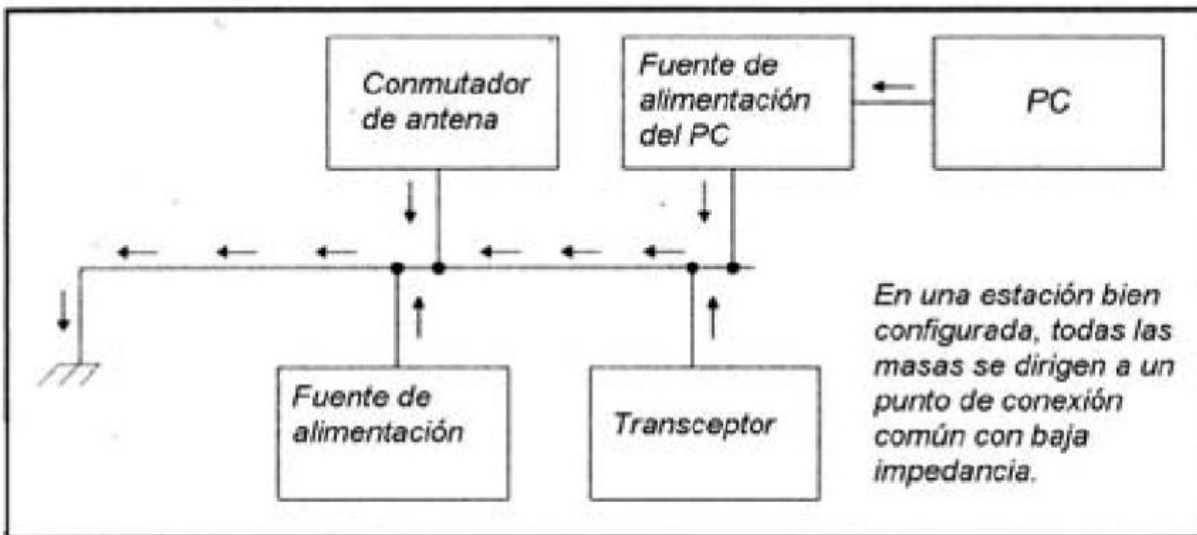 Conmutador
de antena
Fuente de
alimentación
del PC
PC
Fuente de
alimentación
Transceptor
En una estación bien
configurada, todas las
masas se dirigen a un
punto de conexión
común con baja
impedancia.